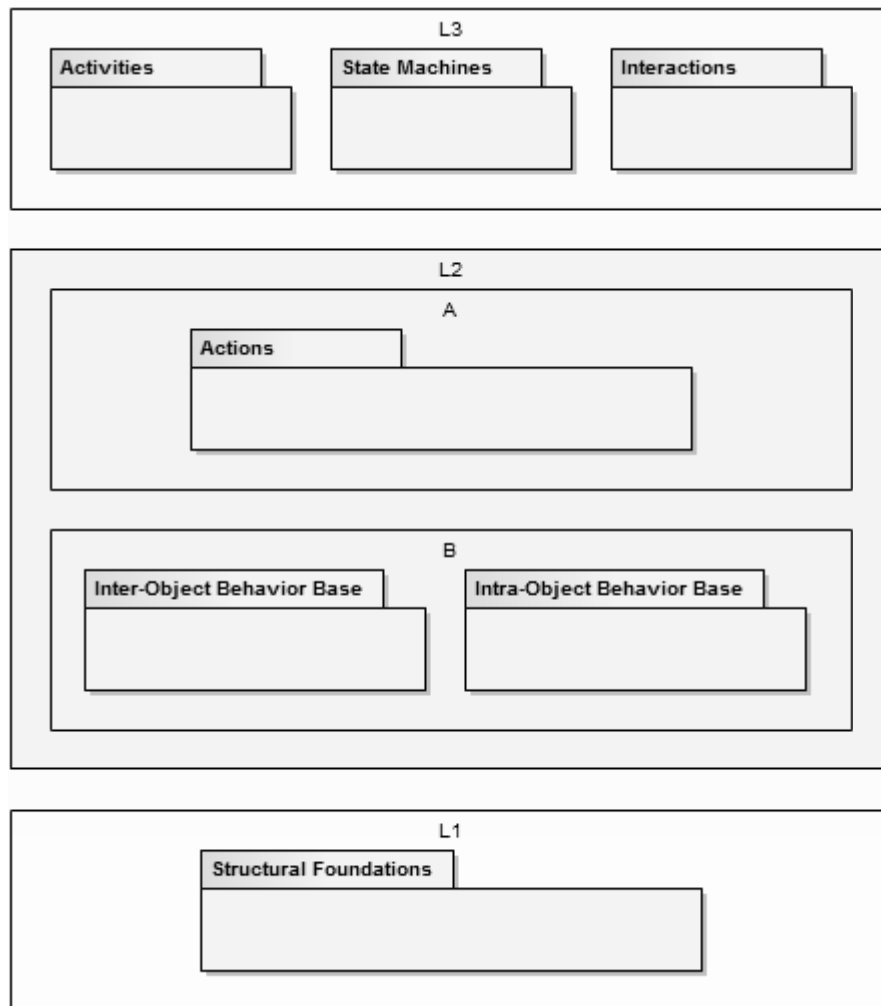 L3
Activities
State Machines
Interactions
L2
A
Actions
B
Inter-Object Behavior Base
Intra-Object Behavior Base
L1
Structural Foundations